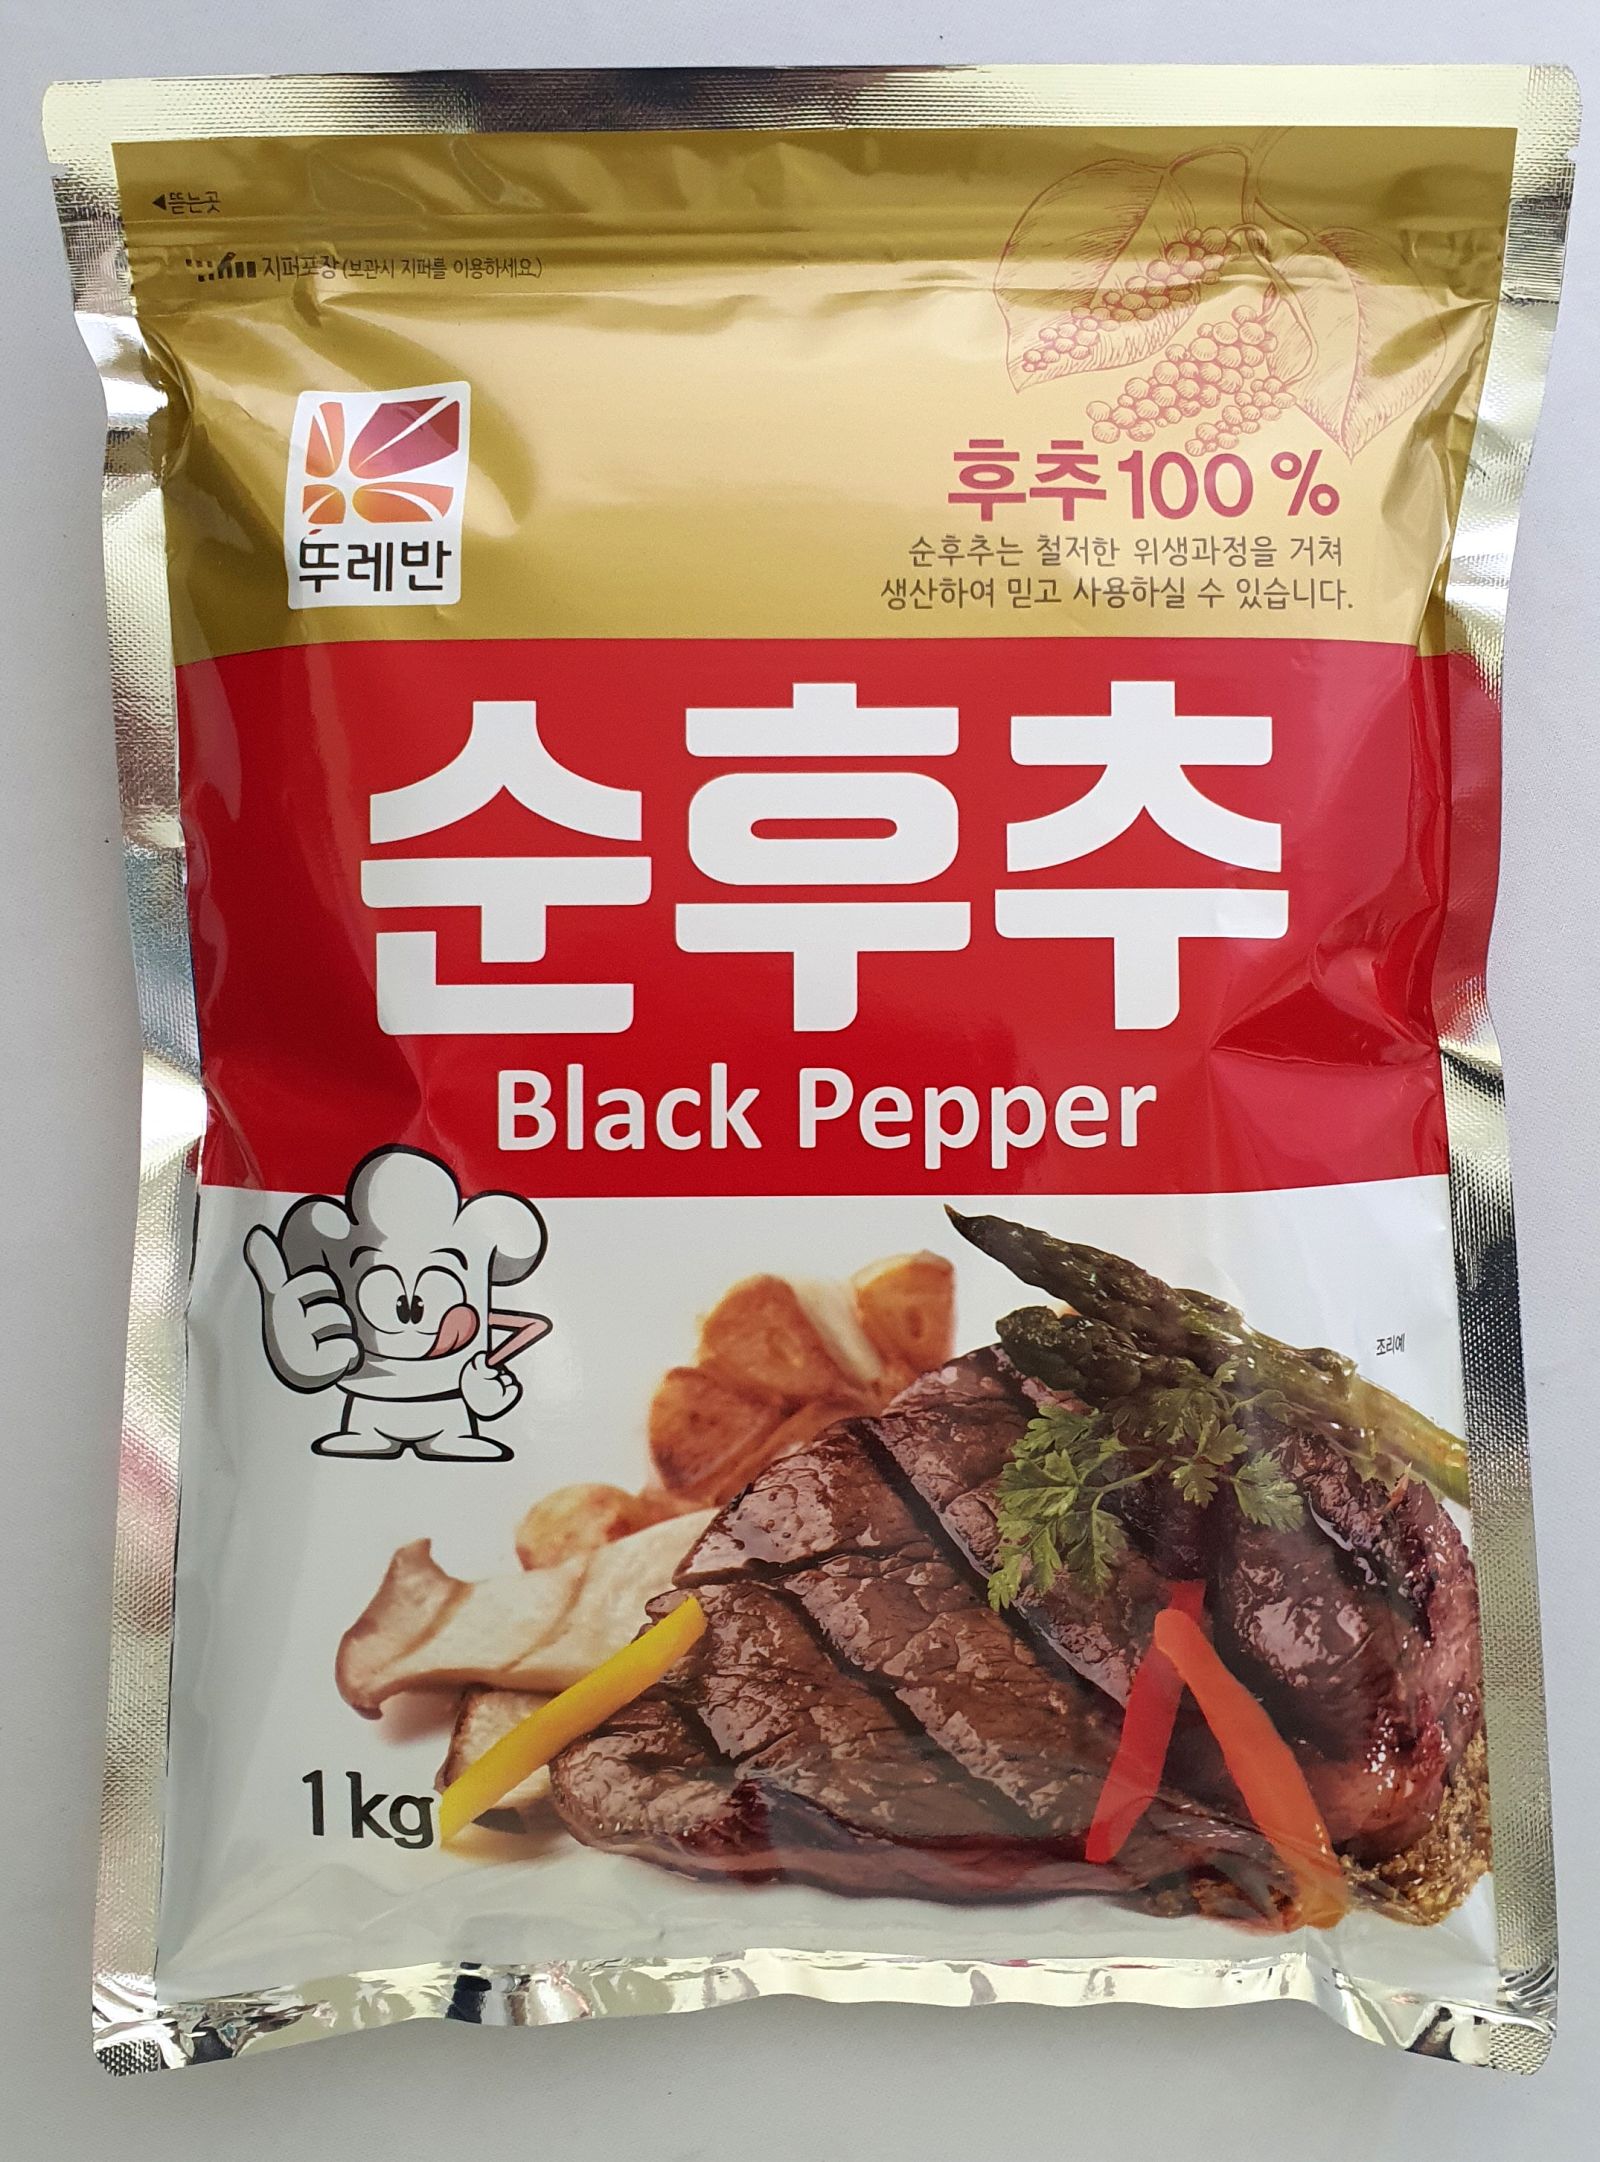 ◀뜯는곳
지퍼포장 (보관시 지퍼를 이용하세요)
뚜레반
후추 100 %
순후추는 철저한 위생과정을 거쳐
생산하여 믿고 사용하실 수 있습니다.
순후추
Black Pepper
조리예
1kg